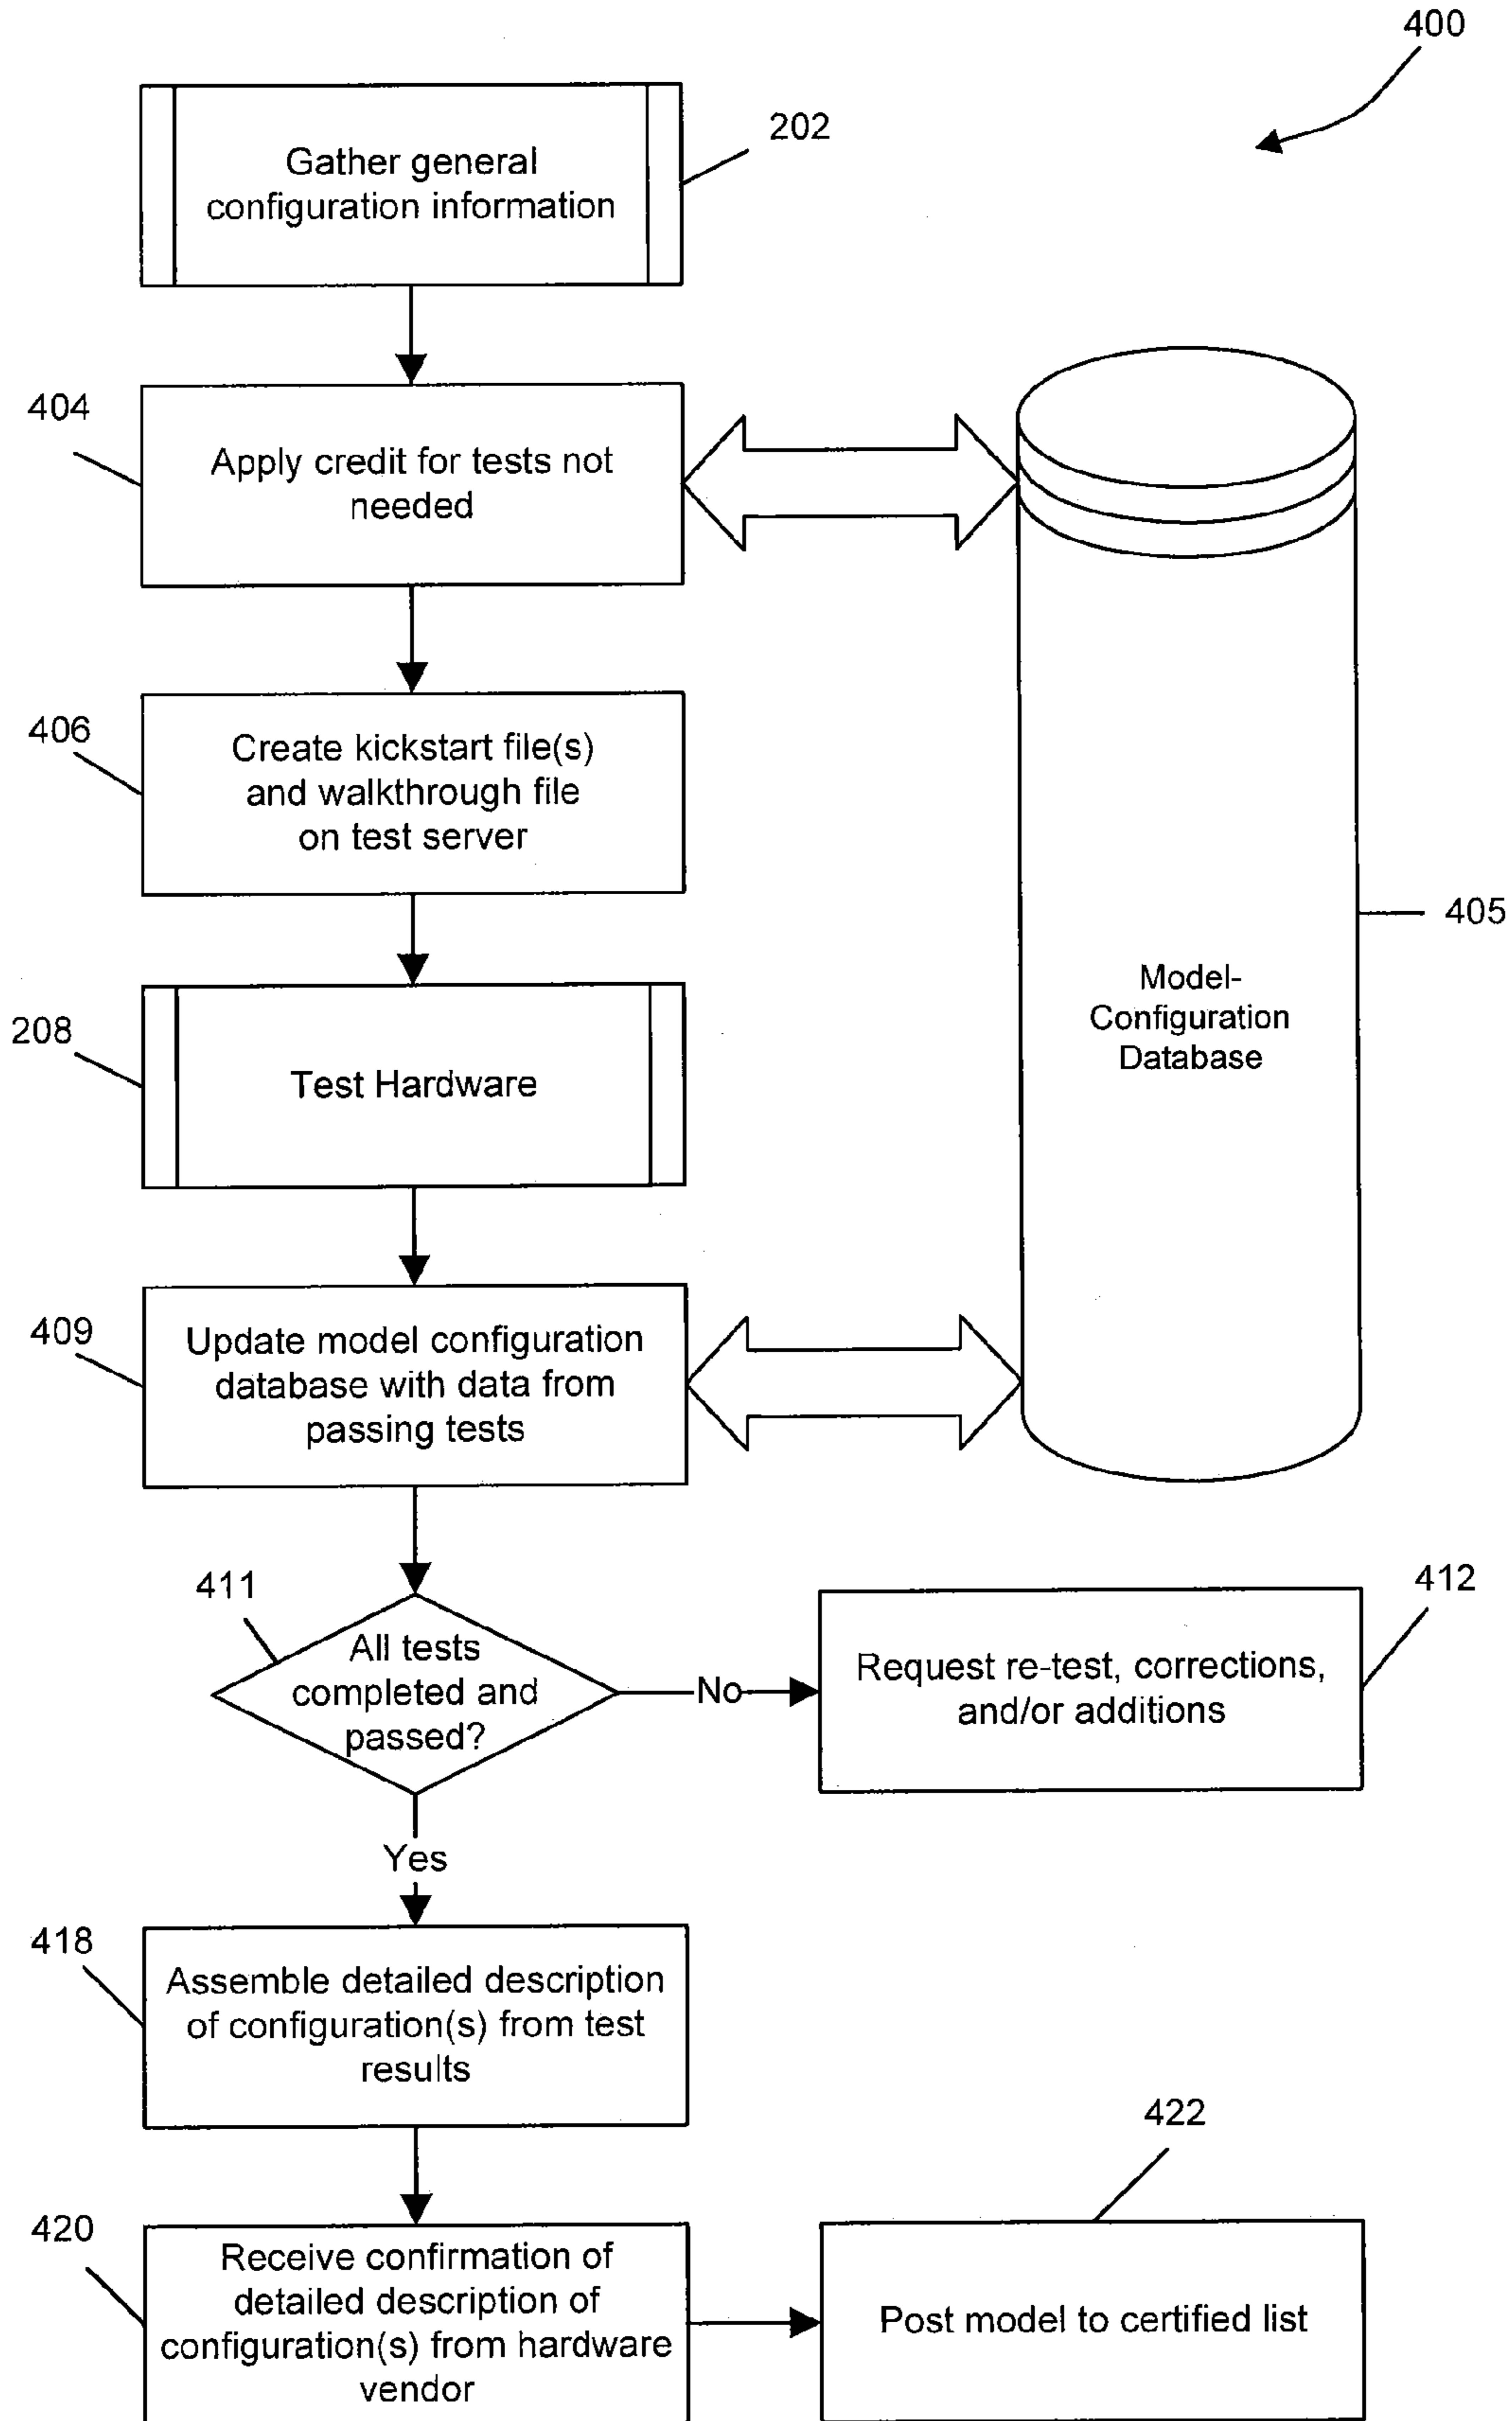 400
202
Gather general
configuration information
404
Apply credit for tests not
needed
406
Create kickstart file(s)
and walkthrough file
on test server
405
Model-
Configuration
Database
208
Test Hardware
409
Update model configuration
database with data from
passing tests
411
All tests
completed and
passed?
No
412
Request re-test, corrections,
and/or additions
Yes
418
Assemble detailed description
of configuration(s) from test
results
420
Receive confirmation of
detailed description of
configuration(s) from hardware
vendor
422
Post model to certified list